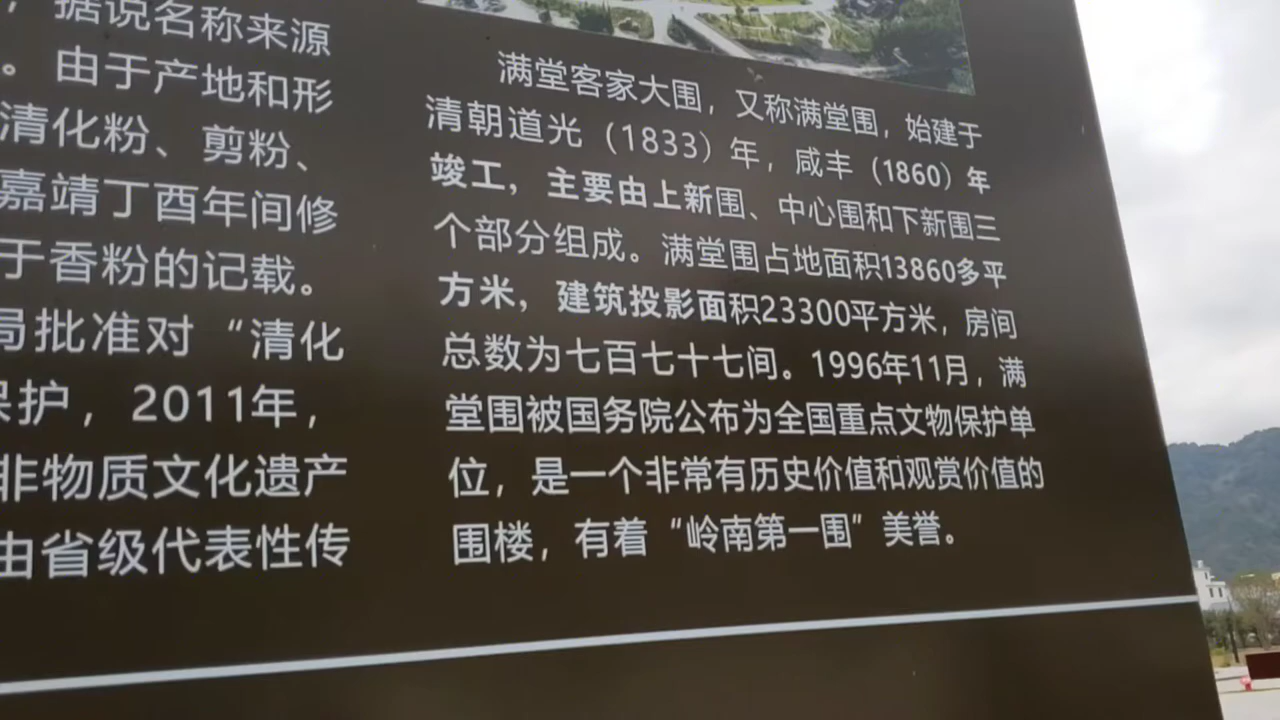 ，据说名称来源
。由于产地和形
清化粉、剪粉、
嘉靖丁酉年间修
于香粉的记载。
局批准对“清化
保护，2011年，
非物质文化遗产
由省级代表性传
满堂客家大围，又称满堂围，始建于
清朝道光（1833）年，咸丰（1860）年
竣工，主要由上新围、中心围和下新围三
个部分组成。满堂围占地面积13860多平
方米，建筑投影面积23300平方米，房间
总数为七百七十七间。1996年11月，满
堂围被国务院公布为全国重点文物保护单
位，是一个非常有历史价值和观赏价值的
围楼，有着“岭南第一围”美誉。